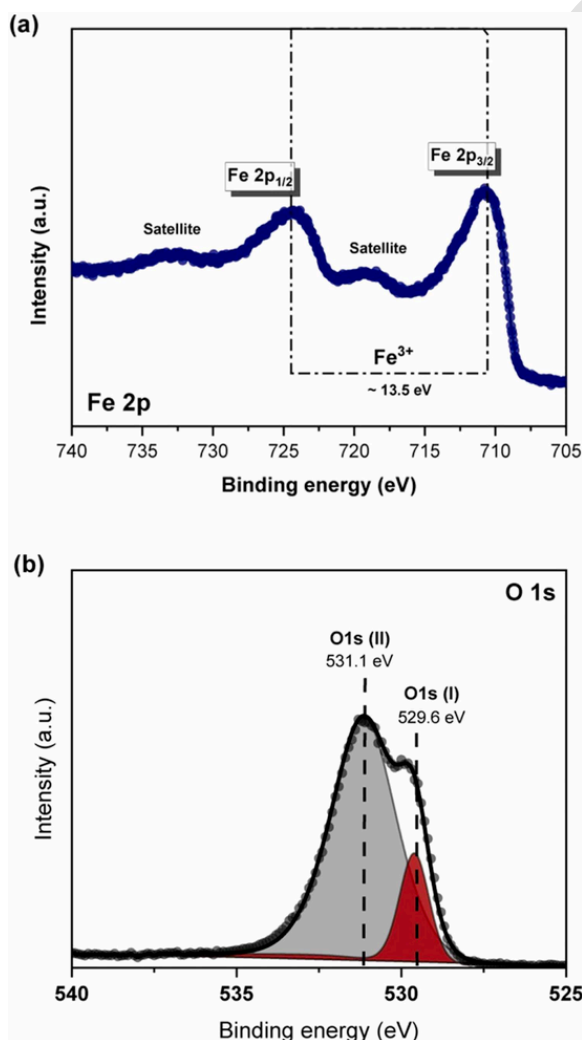 (a)
Fe 2p3/2
Fe 2p1/2
Satellite
Satellite
Fe3+
~ 13.5 eV
Fe 2p
Intensity (a.u.)
740 735 730 725 720 715 710 705
Binding energy (eV)
(b)
O 1s
O1s (II)
531.1 eV
O1s (I)
529.6 eV
Intensity (a.u.)
540 535 530 525
Binding energy (eV)